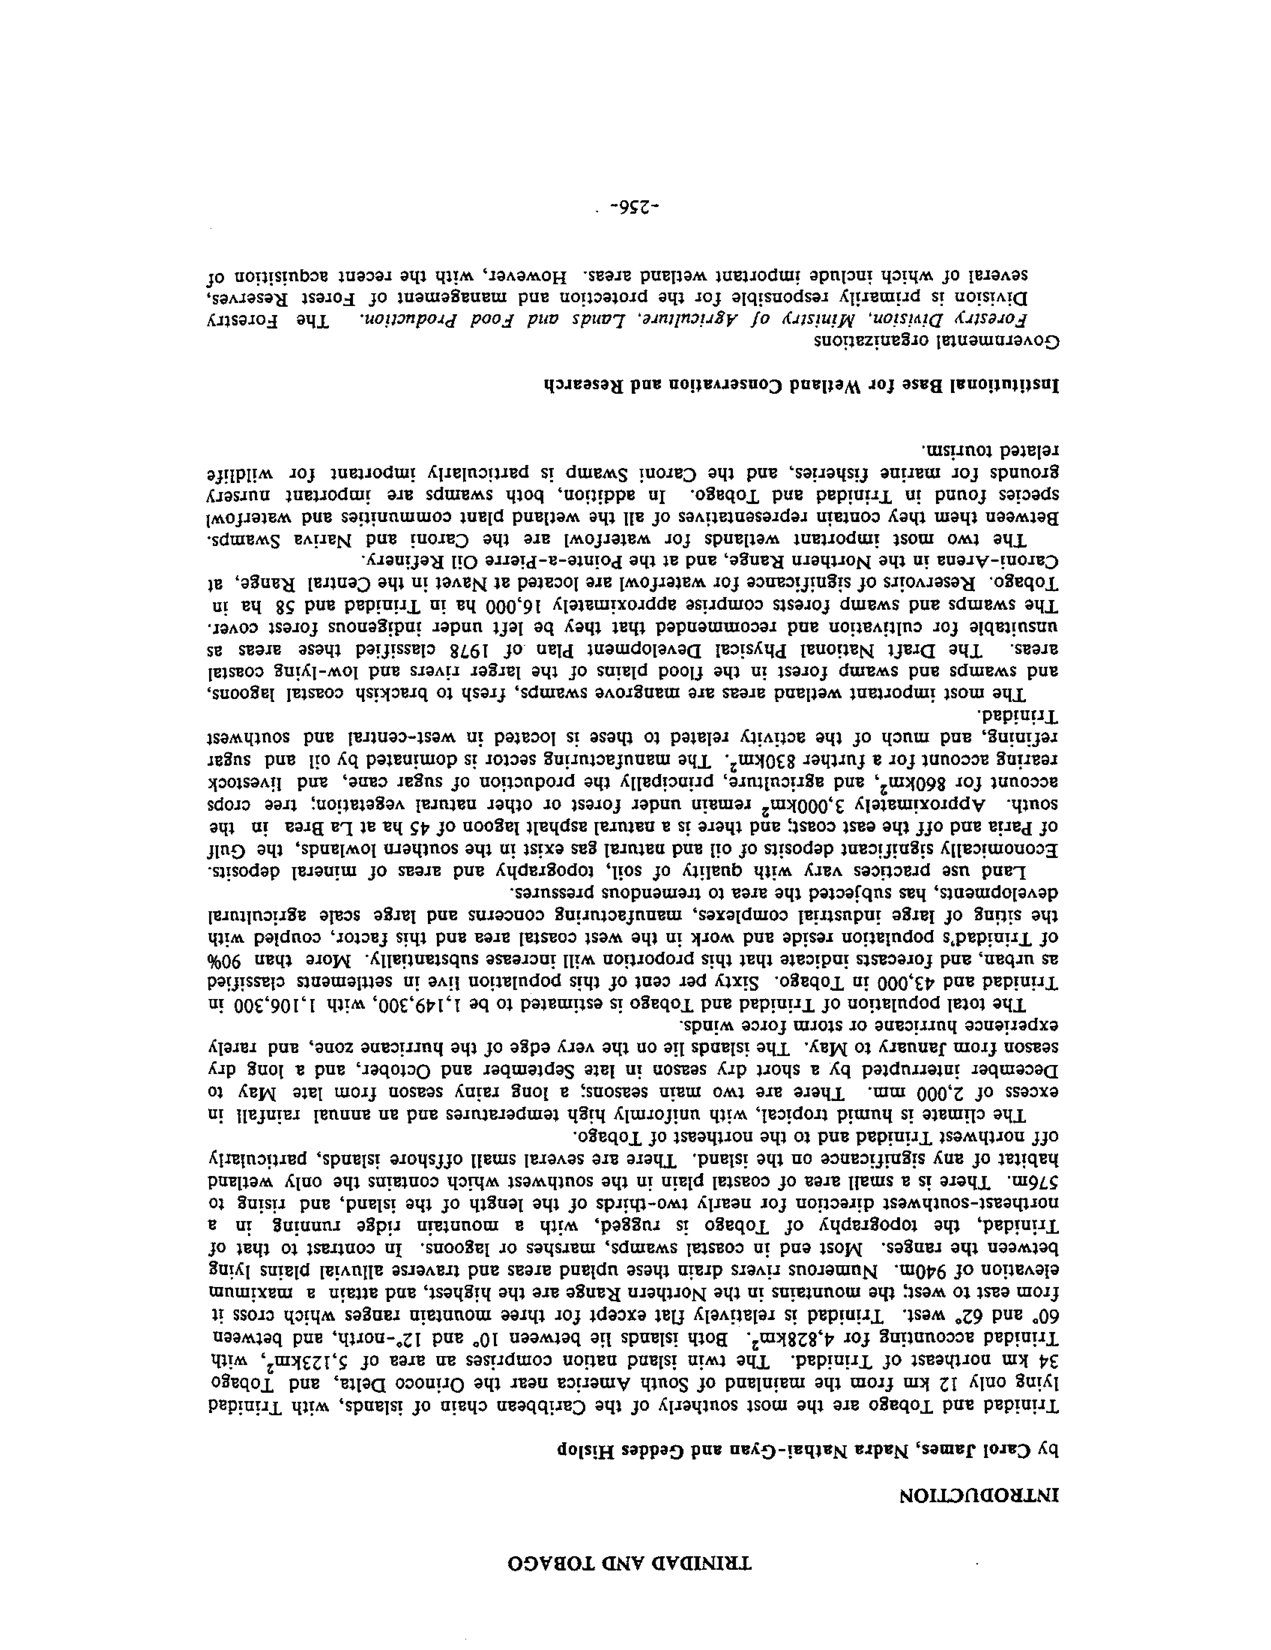 TRINIDAD AND TOBAGO
INTRODUCTION
by Carol James, Nadra Nathai-Gyan and Geddes Hislop
Trinidad and Tobago are the most southerly of the Caribbean chain of islands, with Trinidad
lying only 12 km from the mainland of South America near the Orinoco Delta, and Tobago
34 km northeast of Trinidad. The twin island nation comprises an area of 5,123km², with
Trinidad accounting for 4,828km². Both islands lie between 10° and 12°-north, and between
60° and 62° west. Trinidad is relatively flat except for three mountain ranges which cross it
from east to west; the mountains in the Northern Range are the highest, and attain a maximum
elevation of 940m. Numerous rivers drain these upland areas and traverse alluvial plains lying
between the ranges. Most end in coastal swamps, marshes or lagoons. In contrast to that of
Trinidad, the topography of Tobago is rugged, with a mountain ridge running in a
northeast-southwest direction for nearly two-thirds of the length of the island, and rising to
576m. There is a small area of coastal plain in the southwest which contains the only wetland
habitat of any significance on the island. There are several small offshore islands, particularly
off northwest Trinidad and to the northeast of Tobago.
The climate is humid tropical, with uniformly high temperatures and an annual rainfall in
excess of 2,000 mm. There are two main seasons; a long rainy season from late May to
December interrupted by a short dry season in late September and October, and a long dry
season from January to May. The islands lie on the very edge of the hurricane zone, and rarely
experience hurricane or storm force winds.
The total population of Trinidad and Tobago is estimated to be 1,149,300, with 1,106,300 in
Trinidad and 43,000 in Tobago. Sixty per cent of this population live in settlements classified
as urban, and forecasts indicate that this proportion will increase substantially. More than 90%
of Trinidad's population reside and work in the west coastal area and this factor, coupled with
the siting of large industrial complexes, manufacturing concerns and large scale agricultural
developments, has subjected the area to tremendous pressures.
Land use practices vary with quality of soil, topography and areas of mineral deposits.
Economically significant deposits of oil and natural gas exist in the southern lowlands, the Gulf
of Paria and off the east coast; and there is a natural asphalt lagoon of 45 ha at La Brea in the
south. Approximately 3,000km² remain under forest or other natural vegetation; tree crops
account for 860km², and agriculture, principally the production of sugar cane, and livestock
rearing account for a further 830km². The manufacturing sector is dominated by oil and sugar
refining, and much of the activity related to these is located in west-central and southwest
Trinidad.
The most important wetland areas are mangrove swamps, fresh to brackish coastal lagoons,
and swamps and swamp forest in the flood plains of the larger rivers and low-lying coastal
areas. The Draft National Physical Development Plan of 1978 classified these areas as
unsuitable for cultivation and recommended that they be left under indigenous forest cover.
The swamps and swamp forests comprise approximately 16,000 ha in Trinidad and 58 ha in
Tobago. Reservoirs of significance for waterfowl are located at Navet in the Central Range, at
Caroni-Arena in the Northern Range, and at the Pointe-a-Pierre Oil Refinery.
The two most important wetlands for waterfowl are the Caroni and Nariva Swamps.
Between them they contain representatives of all the wetland plant communities and waterfowl
species found in Trinidad and Tobago. In addition, both swamps are important nursery
grounds for marine fisheries, and the Caroni Swamp is particularly important for wildlife
related tourism.
Institutional Base for Wetland Conservation and Research
Governmental organizations
Forestry Division, Ministry of Agriculture, Lands and Food Production. The Forestry
Division is primarily responsible for the protection and management of Forest Reserves,
several of which include important wetland areas. However, with the recent acquisition of
-256-